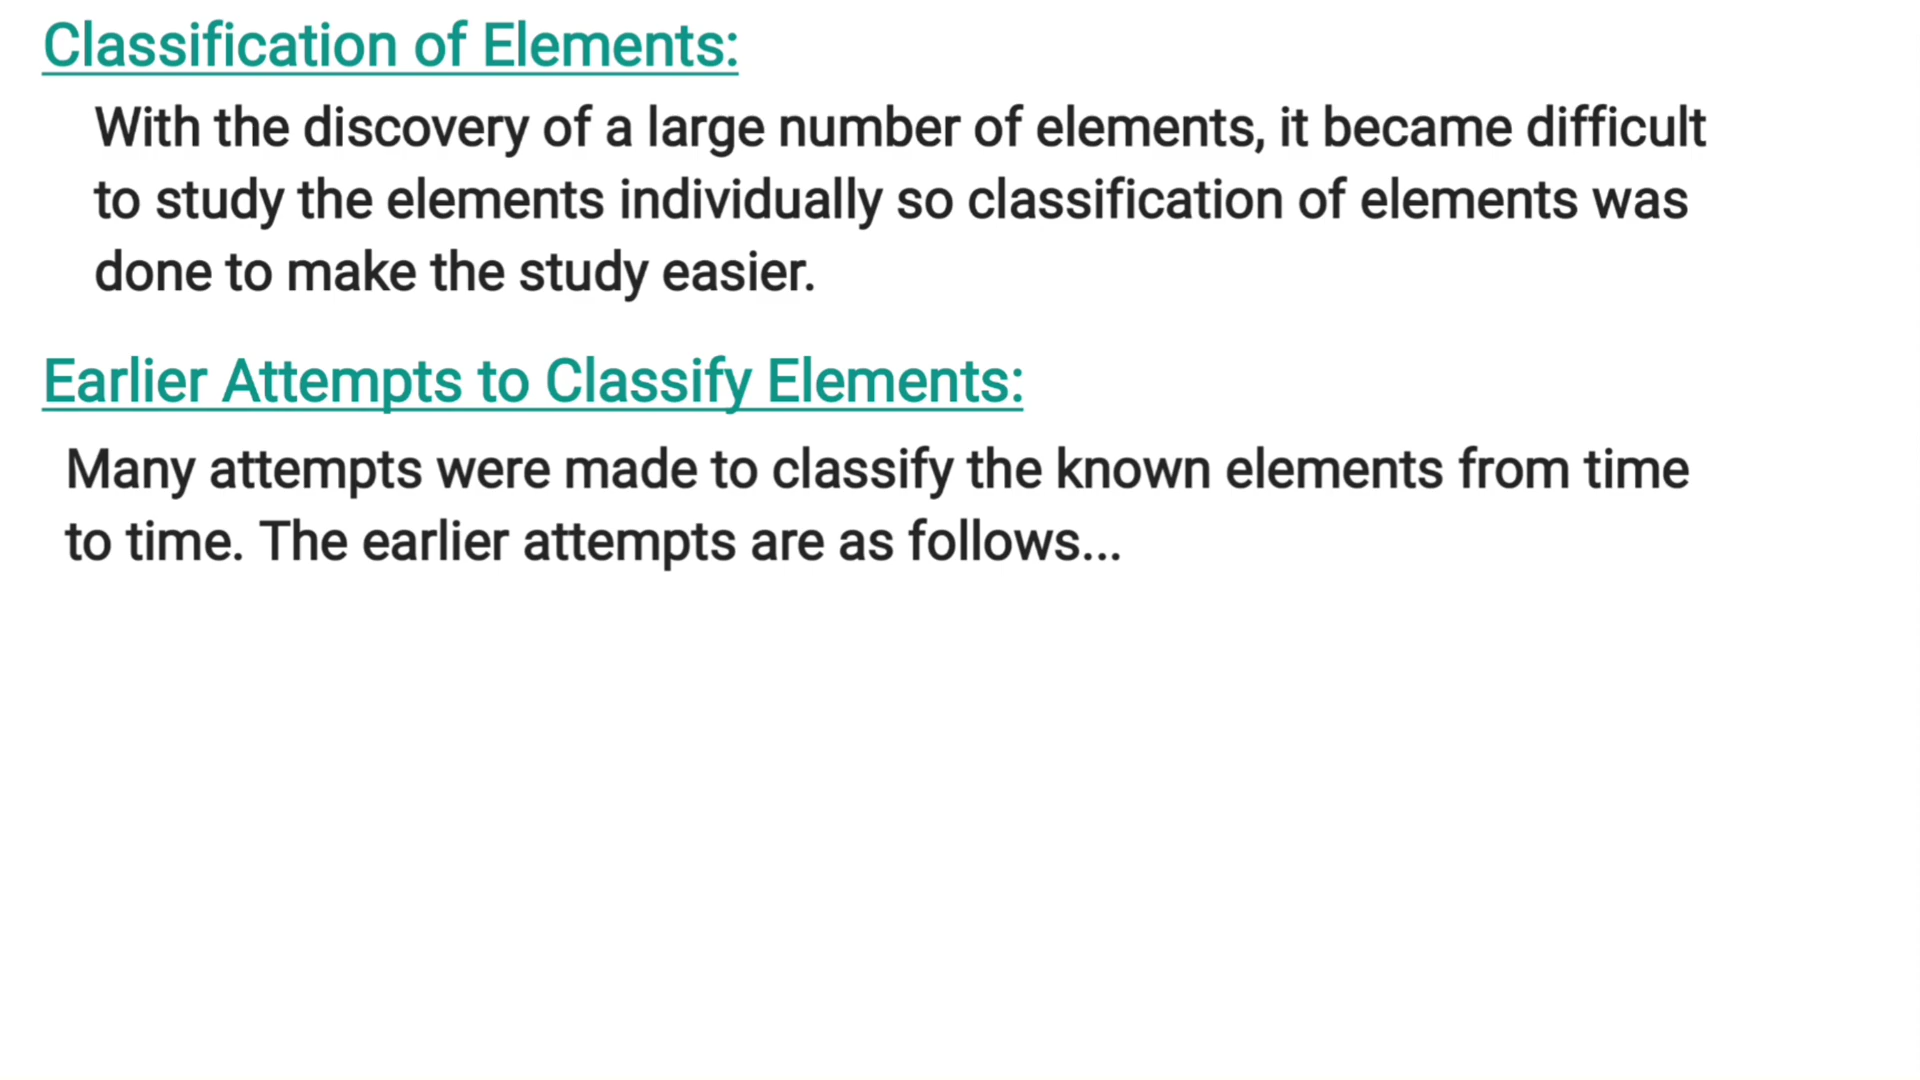 Classification of Elements:
With the discovery of a large number of elements, it became difficult
to study the elements individually so classification of elements was
done to make the study easier.
Earlier Attempts to Classify Elements:
Many attempts were made to classify the known elements from time
to time. The earlier attempts are as follows...